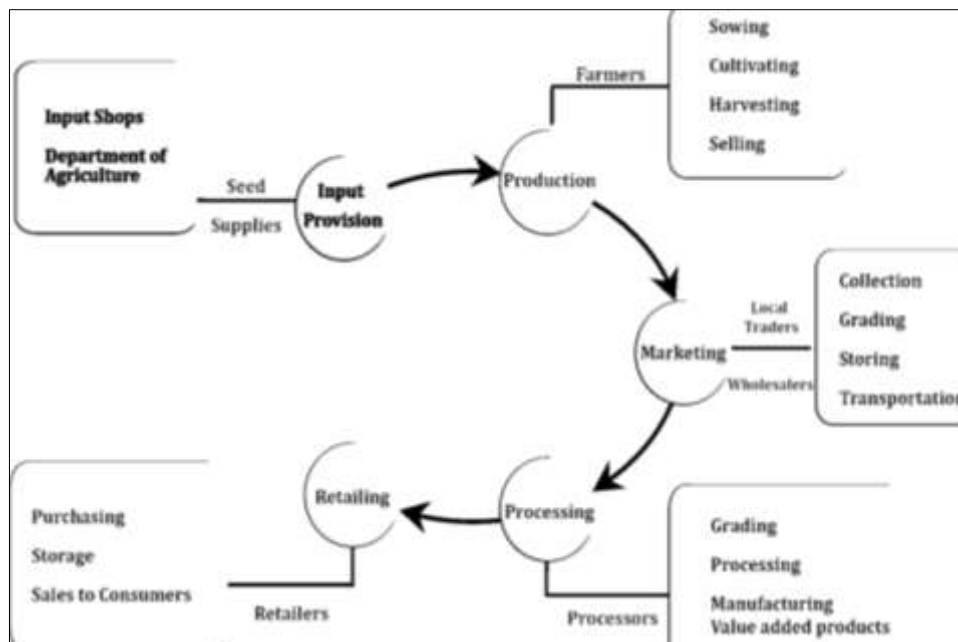 Input Shops
Department of
Agriculture
Seed
Supplies
Input
Provision
Production
Farmers
Sowing
Cultivating
Harvesting
Selling
Marketing
Local
Traders
Wholesalers
Collection
Grading
Storing
Transportation
Processing
Processors
Grading
Processing
Manufacturing
Value added products
Retailing
Retailers
Purchasing
Storage
Sales to Consumers